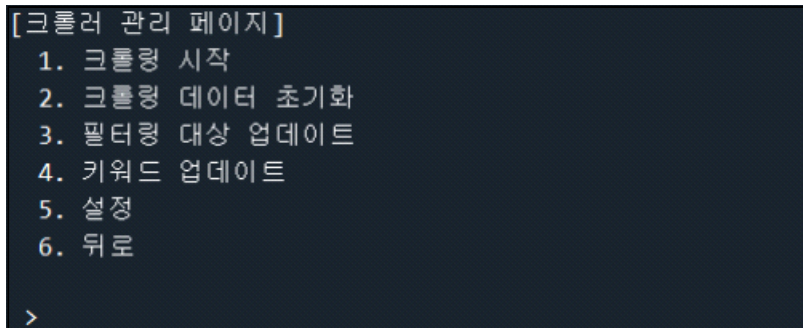 [크롤러 관리 페이지]
1. 크롤링 시작
2. 크롤링 데이터 초기화
3. 필터링 대상 업데이트
4. 키워드 업데이트
5. 설정
6. 뒤로
>